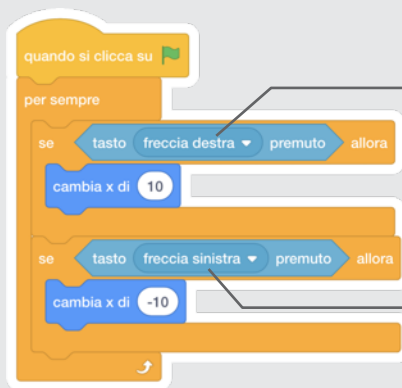 quando si clicca su
per sempre
se tasto freccia destra premuto allora
cambia x di 10
se tasto freccia sinistra premuto allora
cambia x di -10